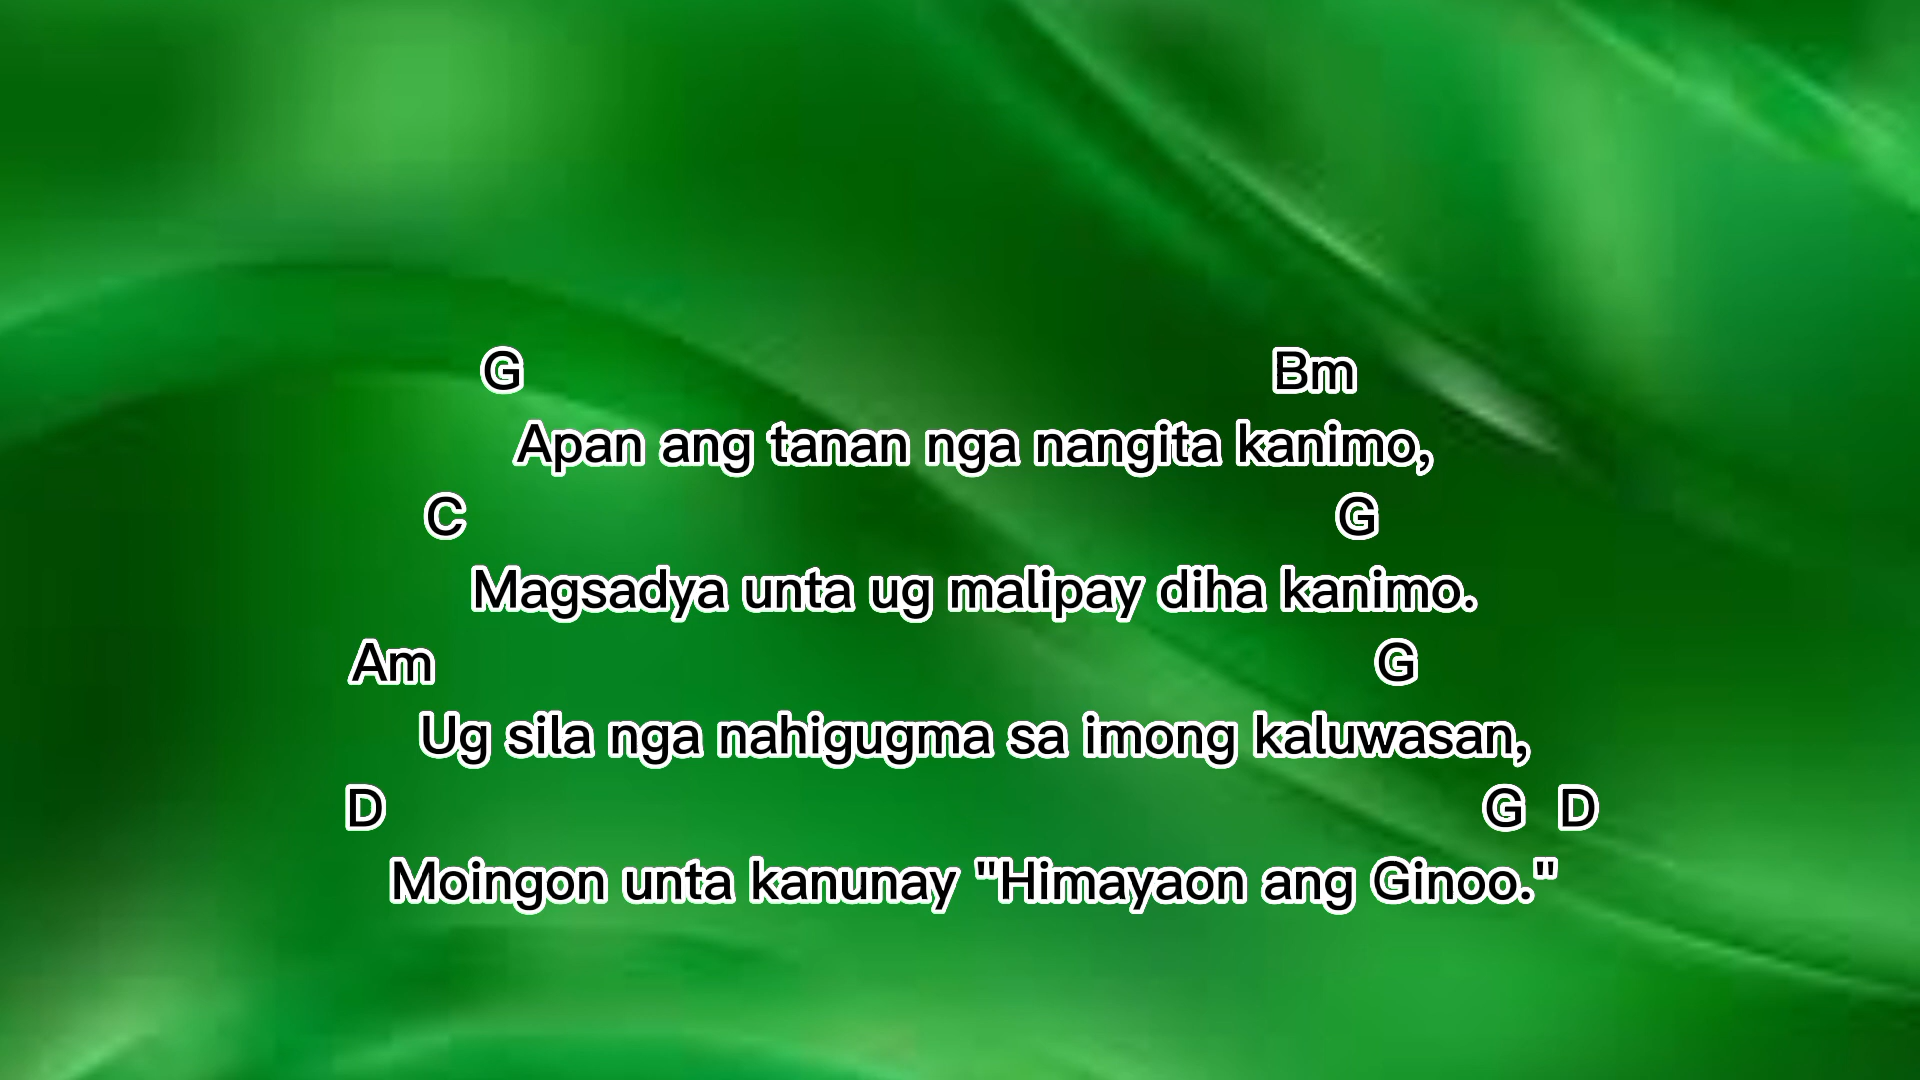 G Bm
Apan ang tanan nga nangita kanimo,
C G
Magsadya unta ug malipay diha kanimo.
Am G
Ug sila nga nahigugma sa imong kaluwasan,
D G D
Moingon unta kanunay "Himayaon ang Ginoo."